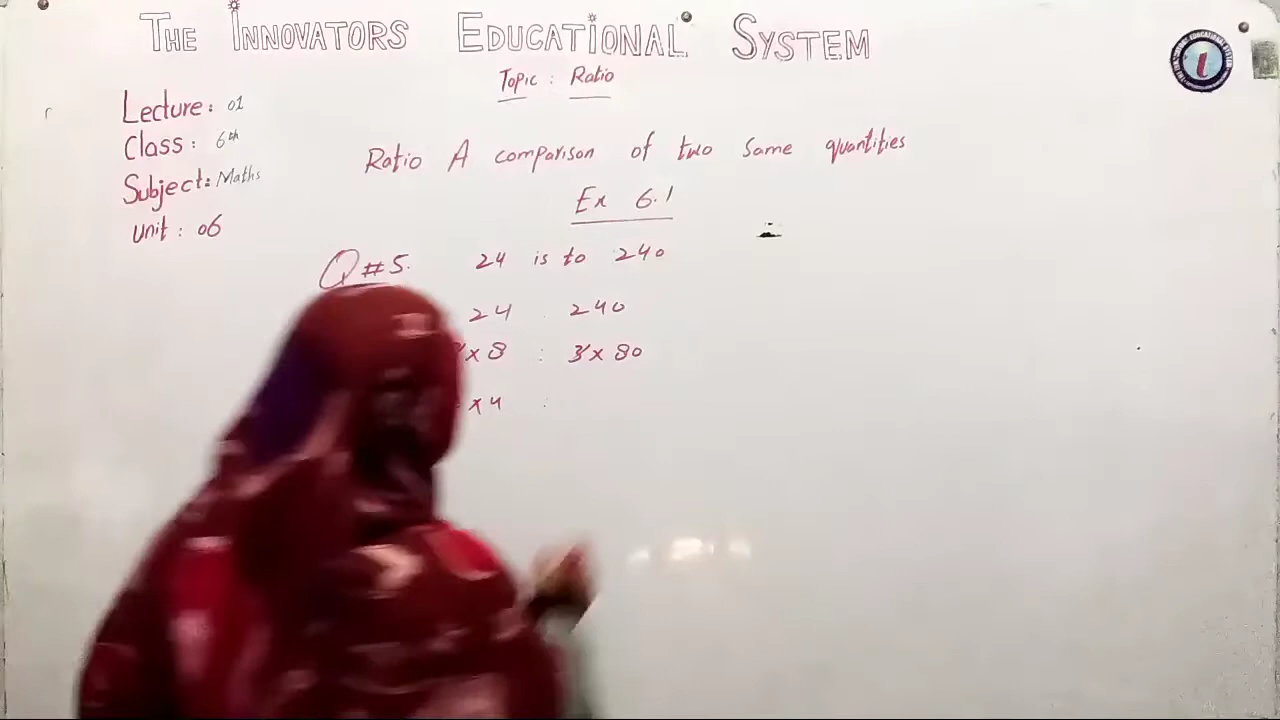 THE INNOVATORS EDUCATIONAL SYSTEM
Topic : Ratio
Lecture: 01
Class: 6th
Subject: Maths
Unit : 06
Ratio A comparison of two same quantities
Ex 6.1
Q#5. 24 is to 240
24 : 240
x 8 : 3 x 80
x 4 :